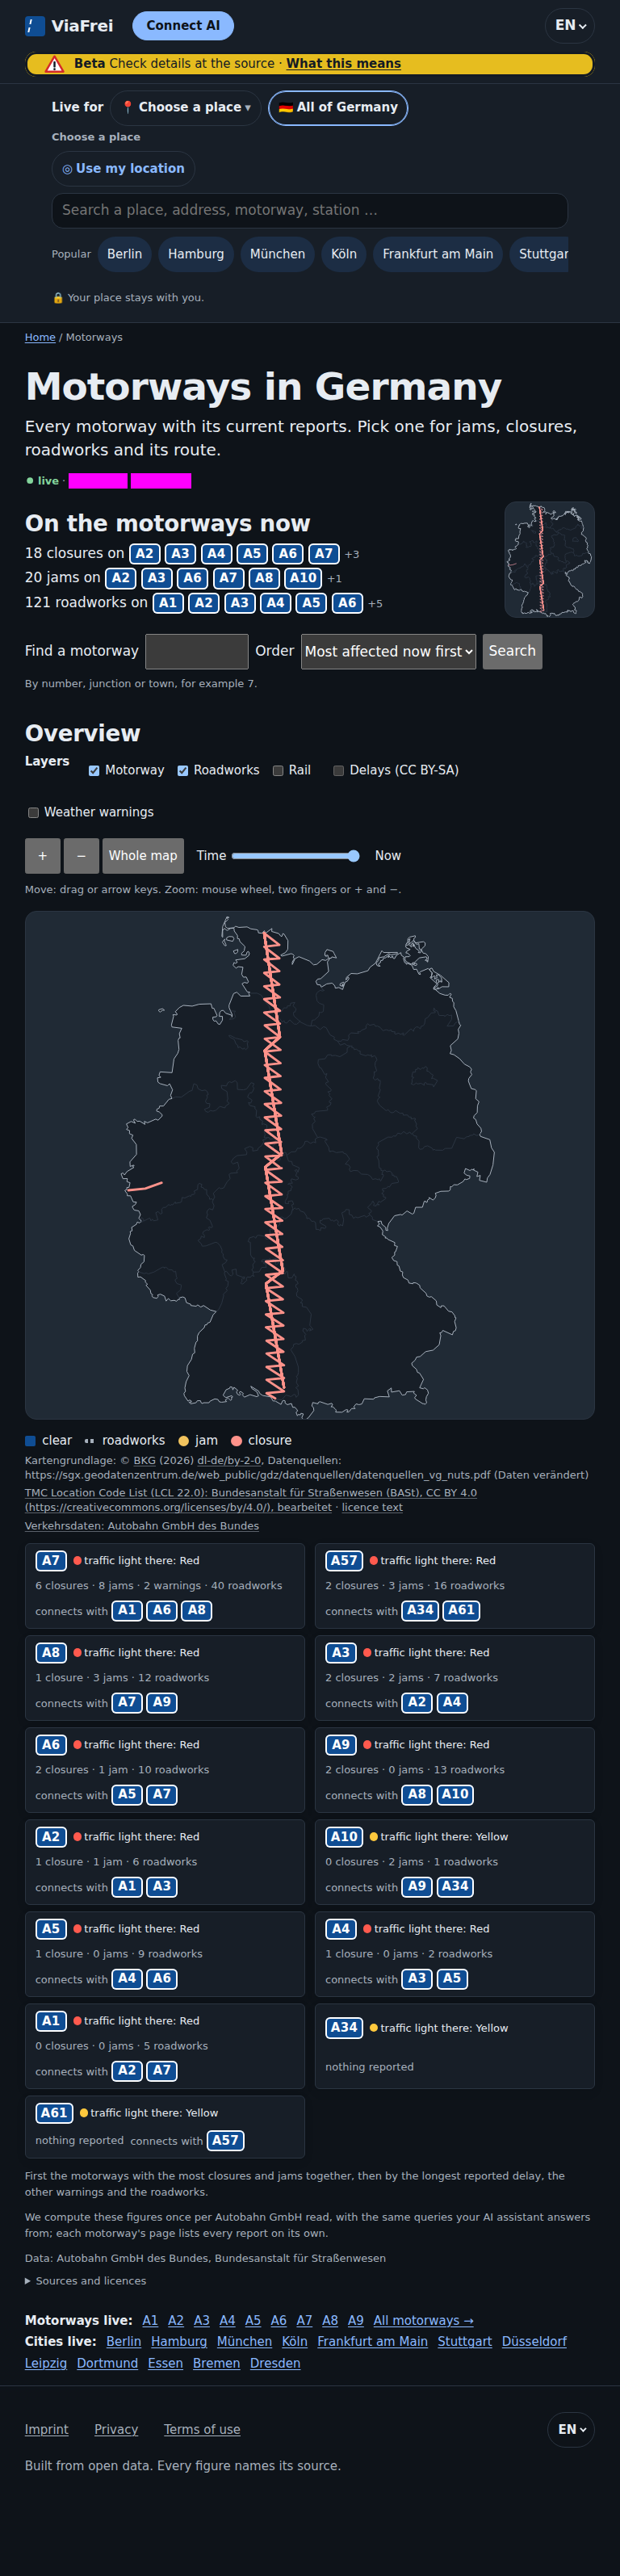 ViaFrei Connect AI EN
Beta Check details at the source · What this means
Live for 📍 Choose a place ▾ 🇩🇪 All of Germany
Choose a place
◎ Use my location
Search a place, address, motorway, station …
Popular Berlin Hamburg München Köln Frankfurt am Main Stuttgar
🔒 Your place stays with you.
Home / Motorways
Motorways in Germany
Every motorway with its current reports. Pick one for jams, closures,
roadworks and its route.
live ·
On the motorways now
18 closures on A2 A3 A4 A5 A6 A7 +3
20 jams on A2 A3 A6 A7 A8 A10 +1
121 roadworks on A1 A2 A3 A4 A5 A6 +5
Find a motorway Order Most affected now first Search
By number, junction or town, for example 7.
Overview
Layers Motorway Roadworks Rail Delays (CC BY-SA)
Weather warnings
+ − Whole map Time Now
Move: drag or arrow keys. Zoom: mouse wheel, two fingers or + and −.
clear roadworks jam closure
Kartengrundlage: © BKG (2026) dl-de/by-2-0, Datenquellen:
https://sgx.geodatenzentrum.de/web_public/gdz/datenquellen/datenquellen_vg_nuts.pdf (Daten verändert)
TMC Location Code List (LCL 22.0): Bundesanstalt für Straßenwesen (BASt), CC BY 4.0
(https://creativecommons.org/licenses/by/4.0/), bearbeitet · licence text
Verkehrsdaten: Autobahn GmbH des Bundes
A7 traffic light there: Red
6 closures · 8 jams · 2 warnings · 40 roadworks
connects with A1 A6 A8
A57 traffic light there: Red
2 closures · 3 jams · 16 roadworks
connects with A34 A61
A8 traffic light there: Red
1 closure · 3 jams · 12 roadworks
connects with A7 A9
A3 traffic light there: Red
2 closures · 2 jams · 7 roadworks
connects with A2 A4
A6 traffic light there: Red
2 closures · 1 jam · 10 roadworks
connects with A5 A7
A9 traffic light there: Red
2 closures · 0 jams · 13 roadworks
connects with A8 A10
A2 traffic light there: Red
1 closure · 1 jam · 6 roadworks
connects with A1 A3
A10 traffic light there: Yellow
0 closures · 2 jams · 1 roadworks
connects with A9 A34
A5 traffic light there: Red
1 closure · 0 jams · 9 roadworks
connects with A4 A6
A4 traffic light there: Red
1 closure · 0 jams · 2 roadworks
connects with A3 A5
A1 traffic light there: Red
0 closures · 0 jams · 5 roadworks
connects with A2 A7
A34 traffic light there: Yellow
nothing reported
A61 traffic light there: Yellow
nothing reported connects with A57
First the motorways with the most closures and jams together, then by the longest reported delay, the
other warnings and the roadworks.
We compute these figures once per Autobahn GmbH read, with the same queries your AI assistant answers
from; each motorway's page lists every report on its own.
Data: Autobahn GmbH des Bundes, Bundesanstalt für Straßenwesen
▶ Sources and licences
Motorways live: A1 A2 A3 A4 A5 A6 A7 A8 A9 All motorways →
Cities live: Berlin Hamburg München Köln Frankfurt am Main Stuttgart Düsseldorf
Leipzig Dortmund Essen Bremen Dresden
Imprint Privacy Terms of use EN
Built from open data. Every figure names its source.